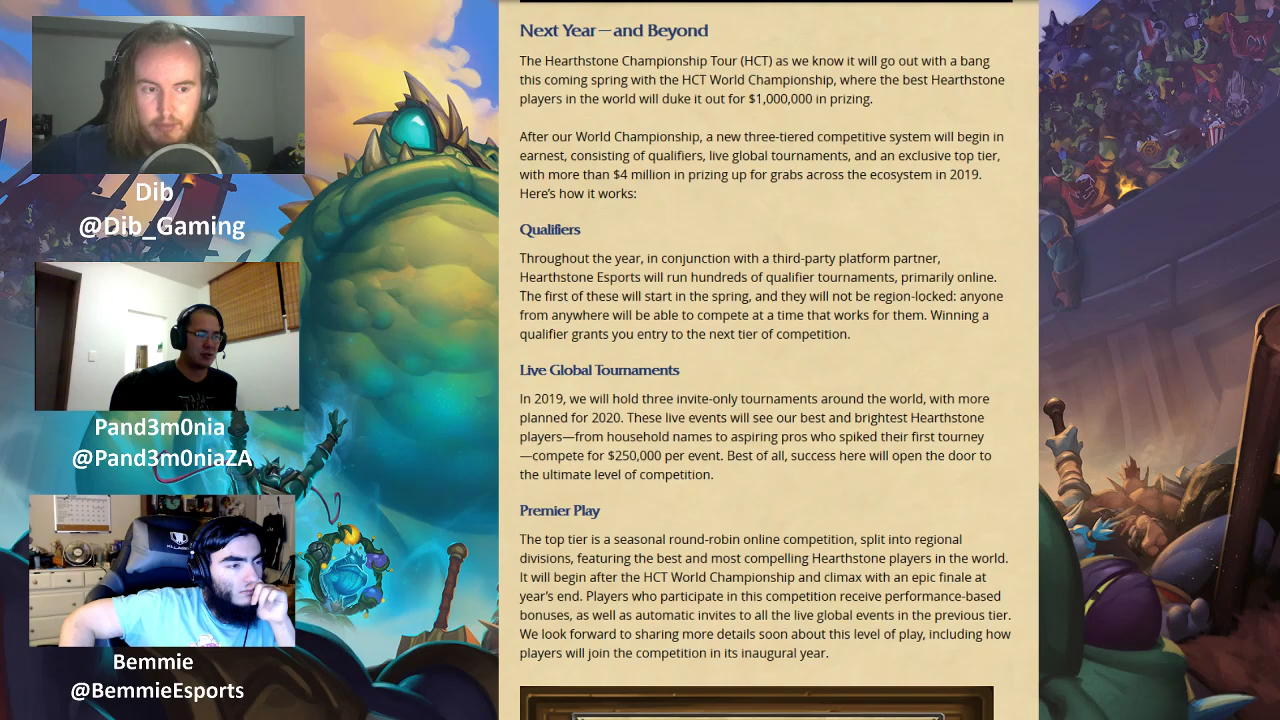 Dib
@Dib_Gaming
Pand3m0nia
@Pand3m0niaZA
Bemmie
@BemmieEsports
Next Year—and Beyond
The Hearthstone Championship Tour (HCT) as we know it will go out with a bang
this coming spring with the HCT World Championship, where the best Hearthstone
players in the world will duke it out for $1,000,000 in prizing.
After our World Championship, a new three-tiered competitive system will begin in
earnest, consisting of qualifiers, live global tournaments, and an exclusive top tier,
with more than $4 million in prizing up for grabs across the ecosystem in 2019.
Here's how it works:
Qualifiers
Throughout the year, in conjunction with a third-party platform partner,
Hearthstone Esports will run hundreds of qualifier tournaments, primarily online.
The first of these will start in the spring, and they will not be region-locked: anyone
from anywhere will be able to compete at a time that works for them. Winning a
qualifier grants you entry to the next tier of competition.
Live Global Tournaments
In 2019, we will hold three invite-only tournaments around the world, with more
planned for 2020. These live events will see our best and brightest Hearthstone
players—from household names to aspiring pros who spiked their first tourney
—compete for $250,000 per event. Best of all, success here will open the door to
the ultimate level of competition.
Premier Play
The top tier is a seasonal round-robin online competition, split into regional
divisions, featuring the best and most compelling Hearthstone players in the world.
It will begin after the HCT World Championship and climax with an epic finale at
year's end. Players who participate in this competition receive performance-based
bonuses, as well as automatic invites to all the live global events in the previous tier.
We look forward to sharing more details soon about this level of play, including how
players will join the competition in its inaugural year.